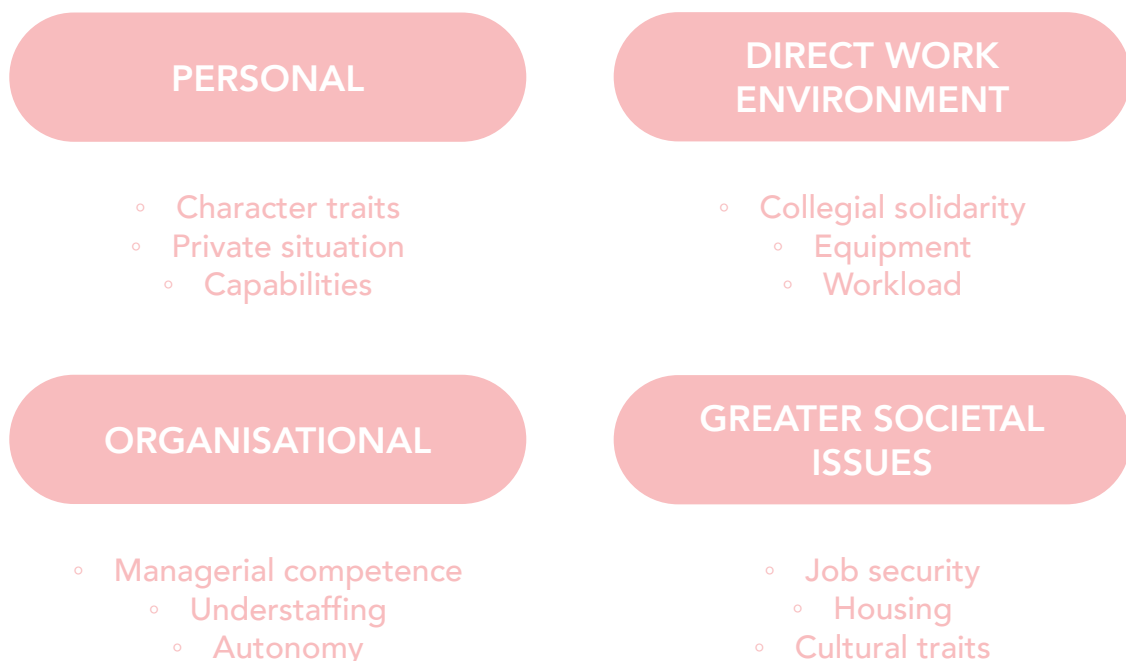 PERSONAL
◦ Character traits
◦ Private situation
◦ Capabilities
DIRECT WORK
ENVIRONMENT
◦ Collegial solidarity
◦ Equipment
◦ Workload
ORGANISATIONAL
◦ Managerial competence
◦ Understaffing
◦ Autonomy
GREATER SOCIETAL
ISSUES
◦ Job security
◦ Housing
◦ Cultural traits